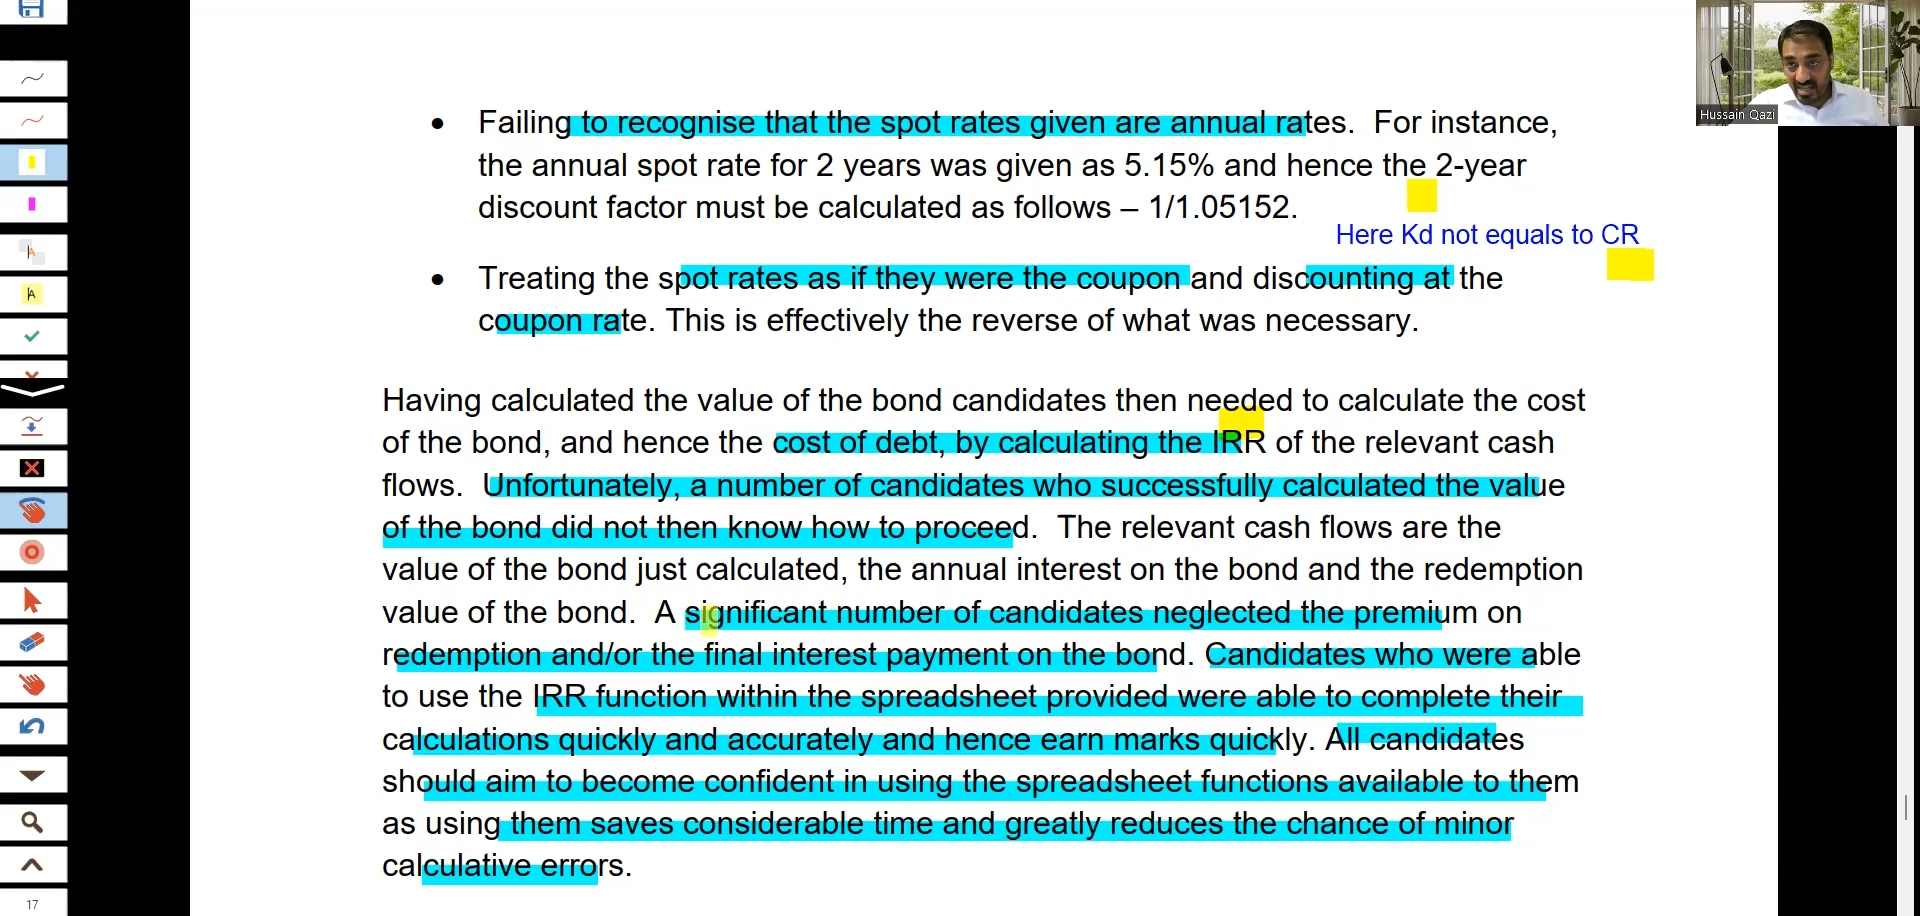 Hussain Qazi
• Failing to recognise that the spot rates given are annual rates. For instance,
the annual spot rate for 2 years was given as 5.15% and hence the 2-year
discount factor must be calculated as follows – 1/1.05152.
Here Kd not equals to CR
• Treating the spot rates as if they were the coupon and discounting at the
coupon rate. This is effectively the reverse of what was necessary.
Having calculated the value of the bond candidates then needed to calculate the cost
of the bond, and hence the cost of debt, by calculating the IRR of the relevant cash
flows. Unfortunately, a number of candidates who successfully calculated the value
of the bond did not then know how to proceed. The relevant cash flows are the
value of the bond just calculated, the annual interest on the bond and the redemption
value of the bond. A significant number of candidates neglected the premium on
redemption and/or the final interest payment on the bond. Candidates who were able
to use the IRR function within the spreadsheet provided were able to complete their
calculations quickly and accurately and hence earn marks quickly. All candidates
should aim to become confident in using the spreadsheet functions available to them
as using them saves considerable time and greatly reduces the chance of minor
calculative errors.
A
A
17